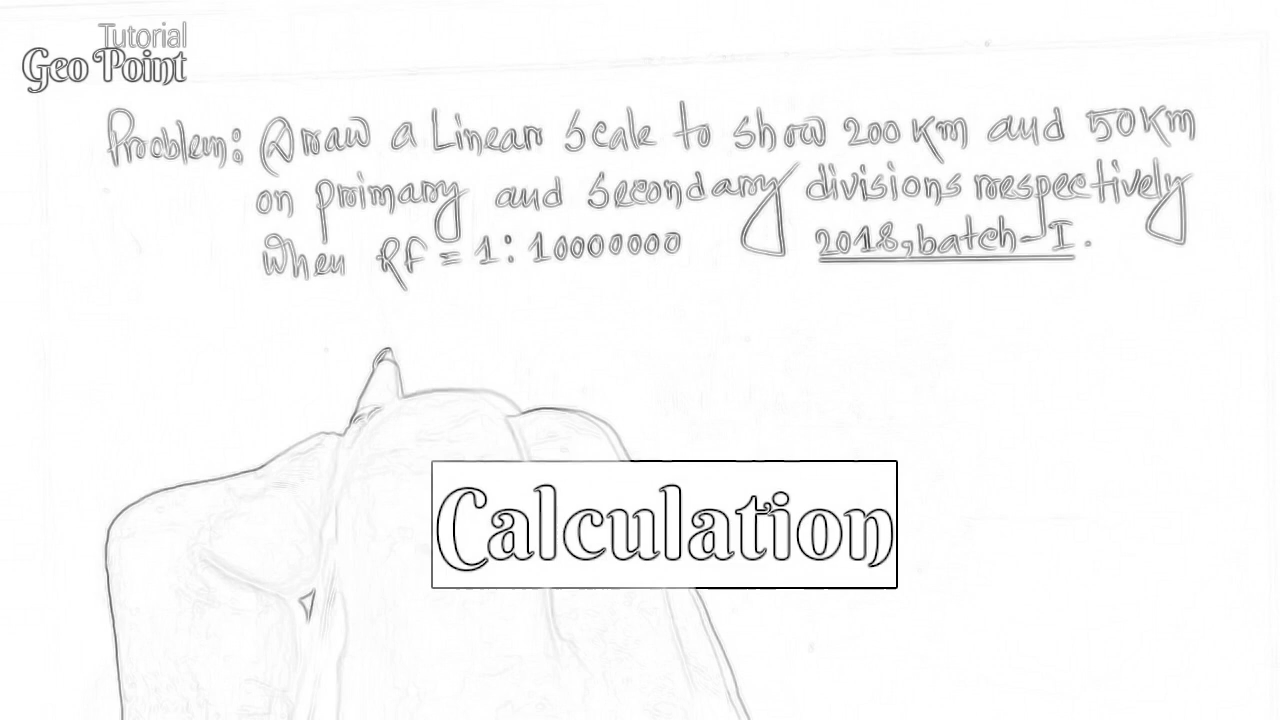 Tutorial
Geo Point
Problem: Draw a Linear Scale to show 200 Km and 50 Km
on primary and secondary divisions respectively
when RF = 1:10000000 2018, batch-I.
Calculation